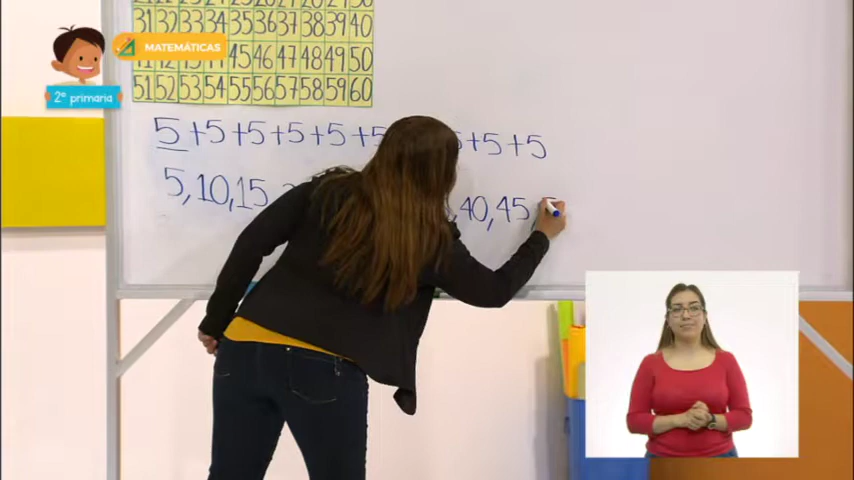 31 32 33 34 35 36 37 38 39 40
MATEMÁTICAS
45 46 47 48 49 50
2º primaria
51 52 53 54 55 56 57 58 59 60
5 +5 +5 +5 +5 +5 +5 +5
5, 10, 15 , 40, 45